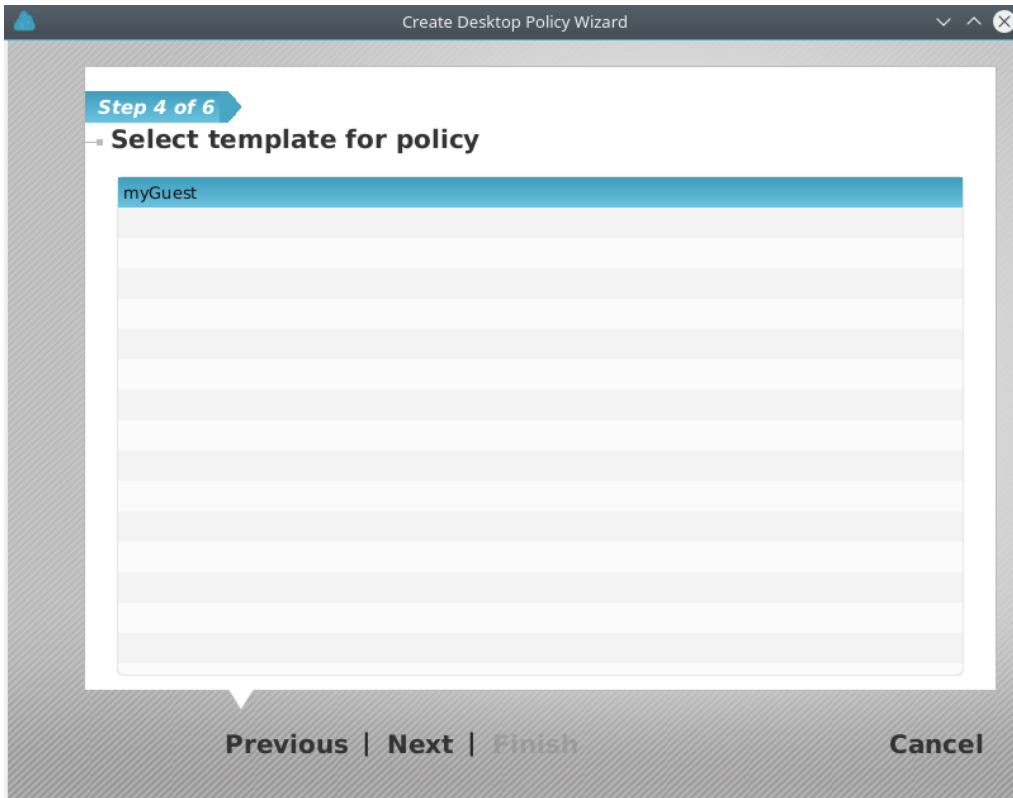 Create Desktop Policy Wizard
Step 4 of 6
Select template for policy
myGuest
Previous | Next | Finish
Cancel